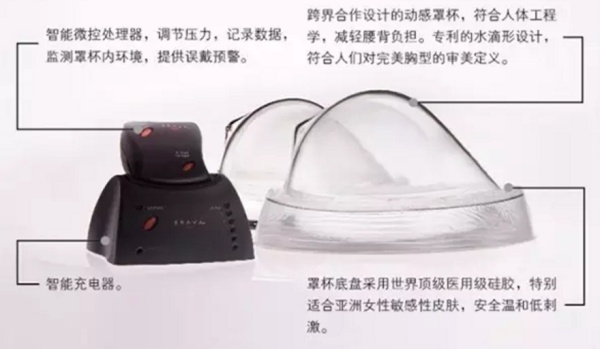 智能微控处理器，调节压力，记录数据，
监测罩杯内环境，提供误戴预警。
跨界合作设计的动感罩杯，符合人体工程
学，减轻腰背负担。专利的水滴形设计，
符合人们对完美胸型的审美定义。
BRAVA
智能充电器。
罩杯底盘采用世界顶级医用级硅胶，特别
适合亚洲女性敏感性皮肤，安全温和低刺
激。